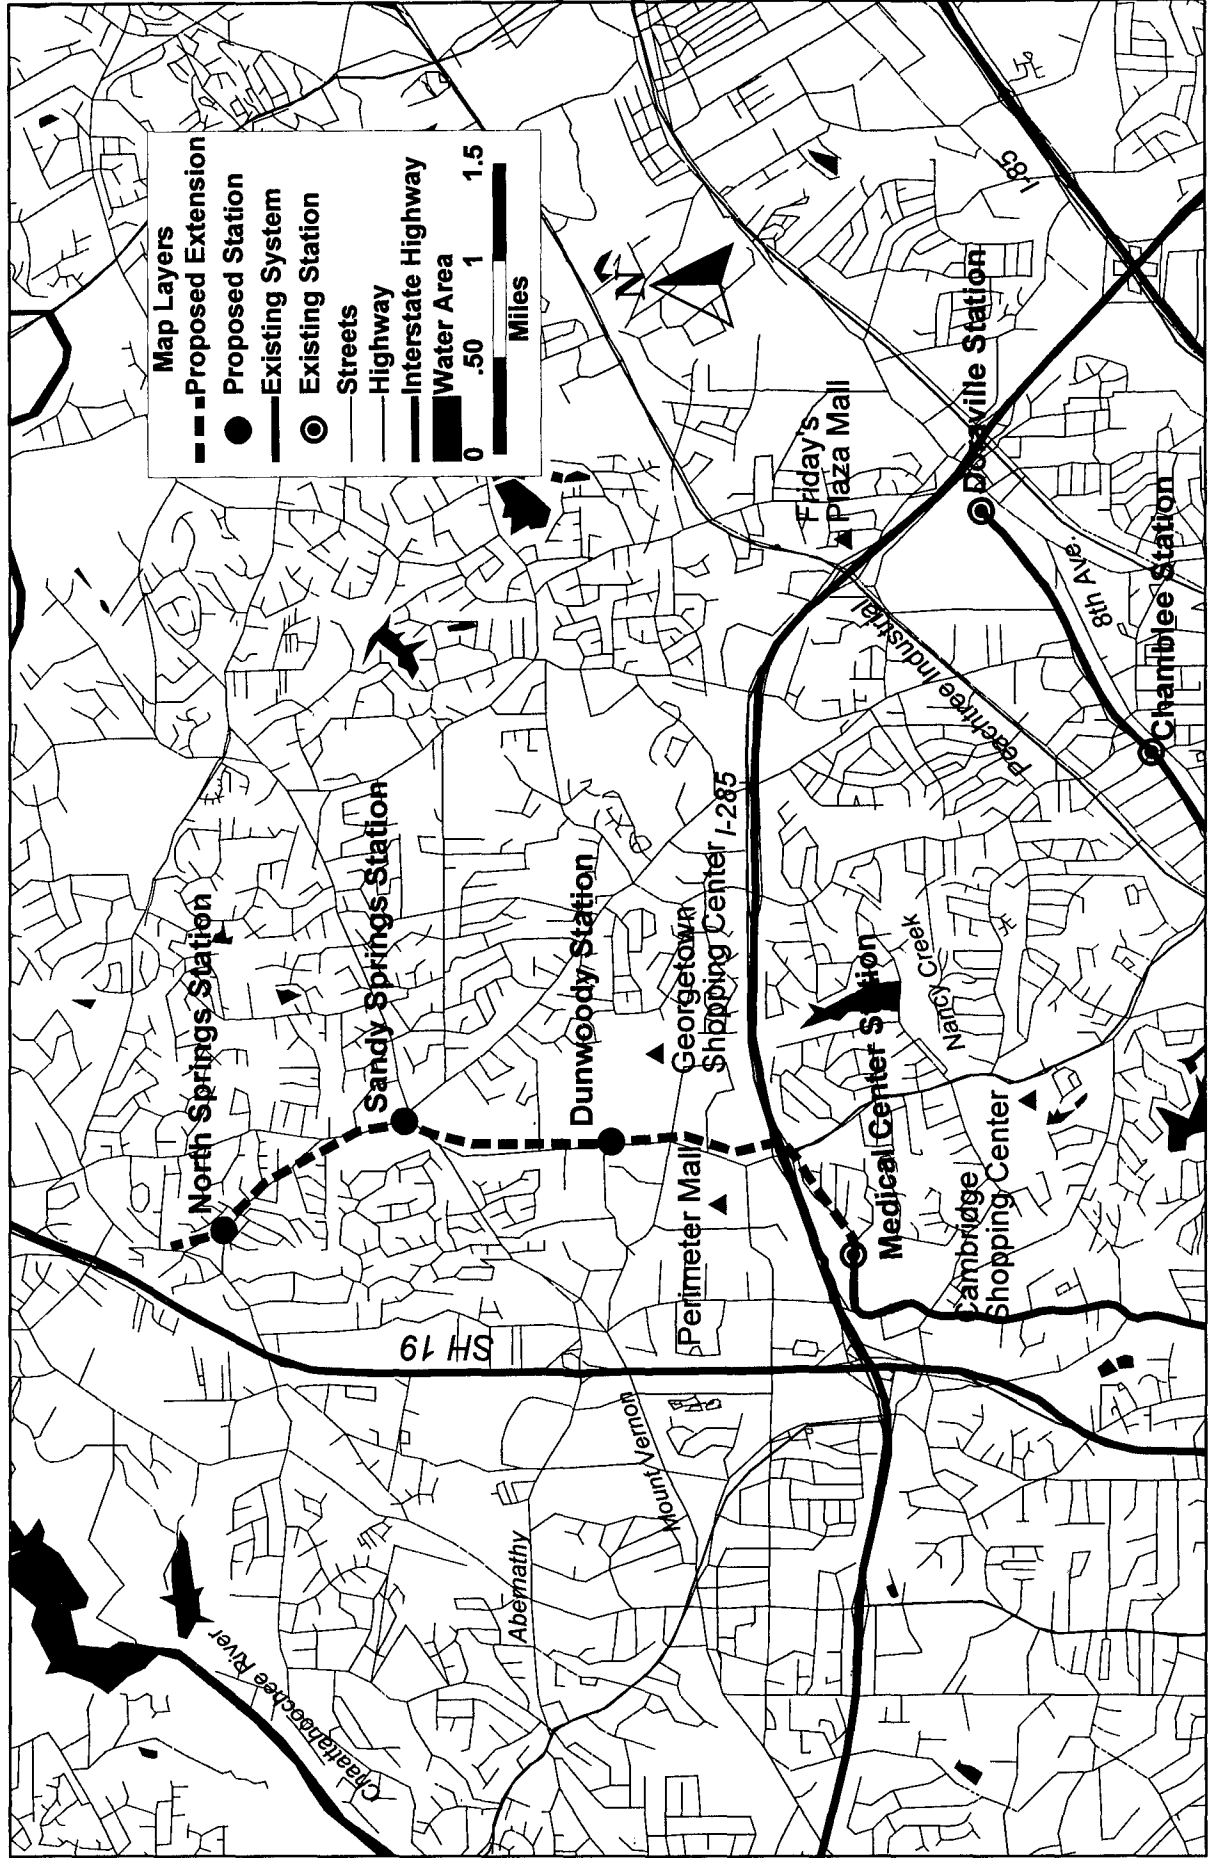 Map Layers
Proposed Extension
Proposed Station
Existing System
Existing Station
Streets
Highway
Interstate Highway
Water Area
0 .50 1 1.5
Miles
N
North Springs Station
Sandy Springs Station
Dunwoody Station
Georgetown
Shopping Center
I-285
Perimeter Mall
SH 19
Mount Vernon
Abernathy
Chaattahoochee River
Medical Center Station
Nancy Creek
Cambridge
Shopping Center
Friday's
Plaza Mall
Peachtree Industrial
Doraville Station
8th Ave.
Chamblee Station
I-85